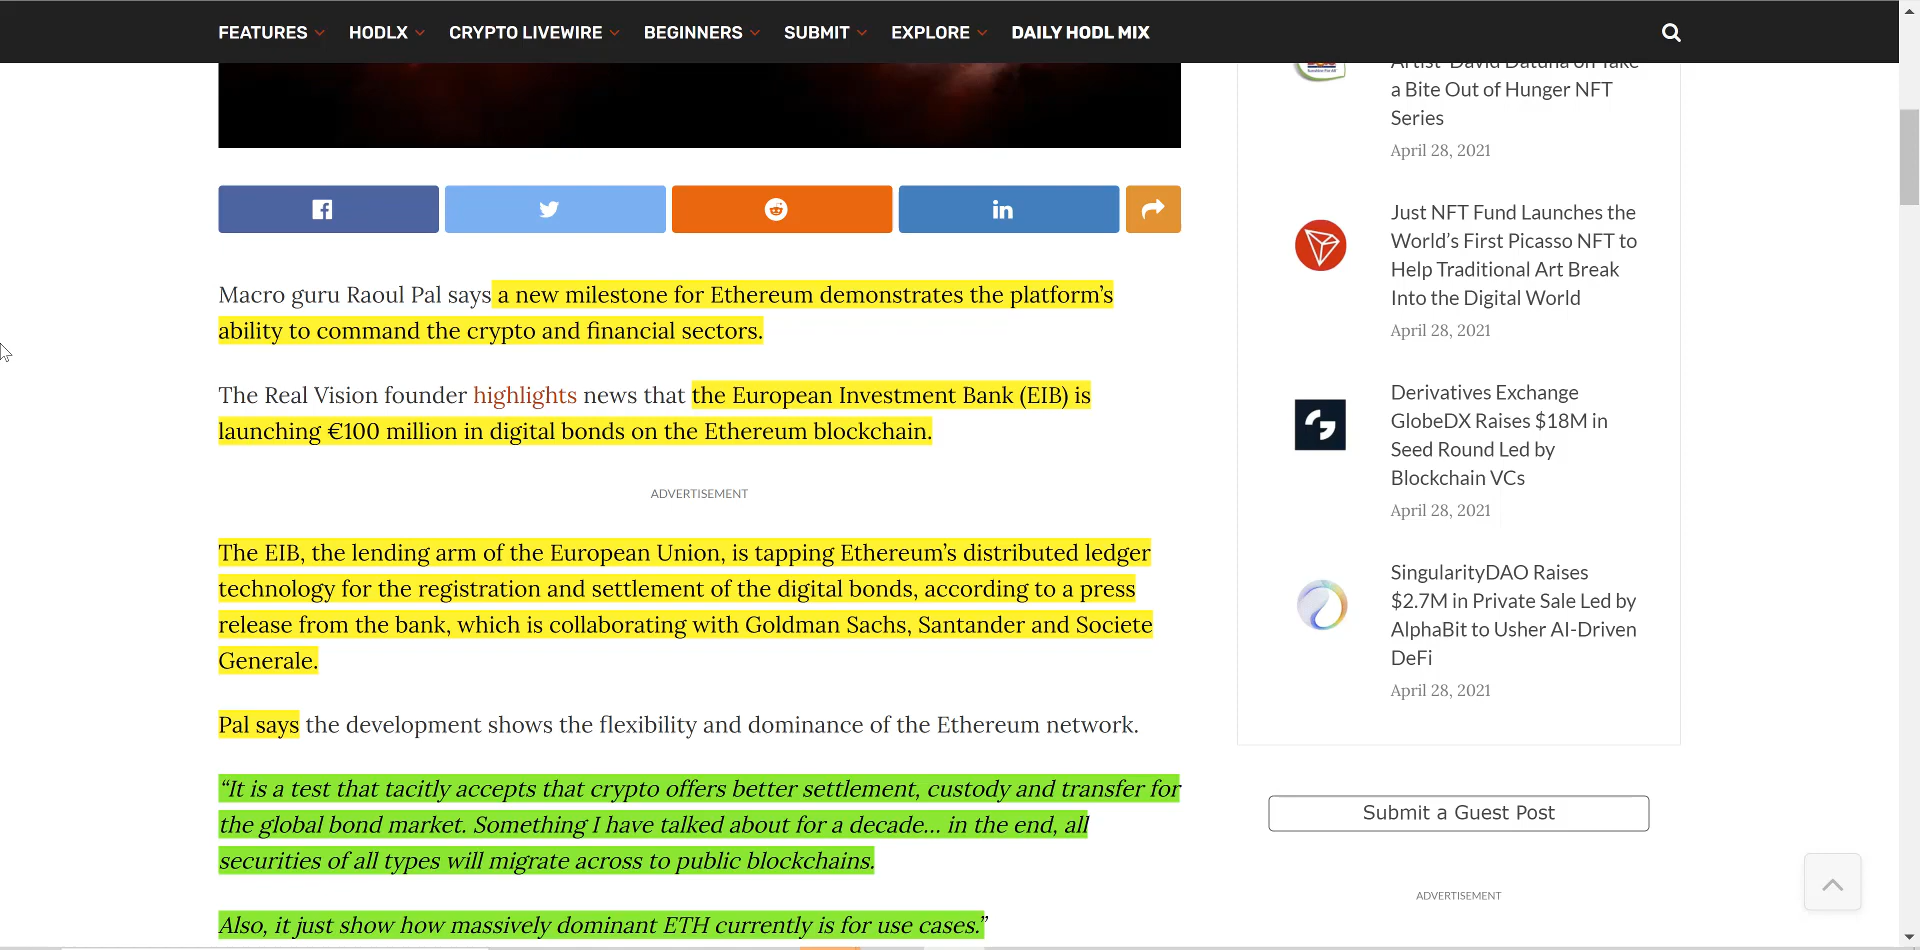 FEATURES HODLX CRYPTO LIVEWIRE BEGINNERS SUBMIT EXPLORE DAILY HODL MIX
Macro guru Raoul Pal says a new milestone for Ethereum demonstrates the platform’s
ability to command the crypto and financial sectors.
The Real Vision founder highlights news that the European Investment Bank (EIB) is
launching €100 million in digital bonds on the Ethereum blockchain.
ADVERTISEMENT
The EIB, the lending arm of the European Union, is tapping Ethereum’s distributed ledger
technology for the registration and settlement of the digital bonds, according to a press
release from the bank, which is collaborating with Goldman Sachs, Santander and Societe
Generale.
Pal says the development shows the flexibility and dominance of the Ethereum network.
“It is a test that tacitly accepts that crypto offers better settlement, custody and transfer for
the global bond market. Something I have talked about for a decade… in the end, all
securities of all types will migrate across to public blockchains.
Also, it just show how massively dominant ETH currently is for use cases.”
Artist David Datuna on Take
a Bite Out of Hunger NFT
Series
April 28, 2021
Just NFT Fund Launches the
World’s First Picasso NFT to
Help Traditional Art Break
Into the Digital World
April 28, 2021
Derivatives Exchange
GlobeDX Raises $18M in
Seed Round Led by
Blockchain VCs
April 28, 2021
SingularityDAO Raises
$2.7M in Private Sale Led by
AlphaBit to Usher AI-Driven
DeFi
April 28, 2021
Submit a Guest Post
ADVERTISEMENT